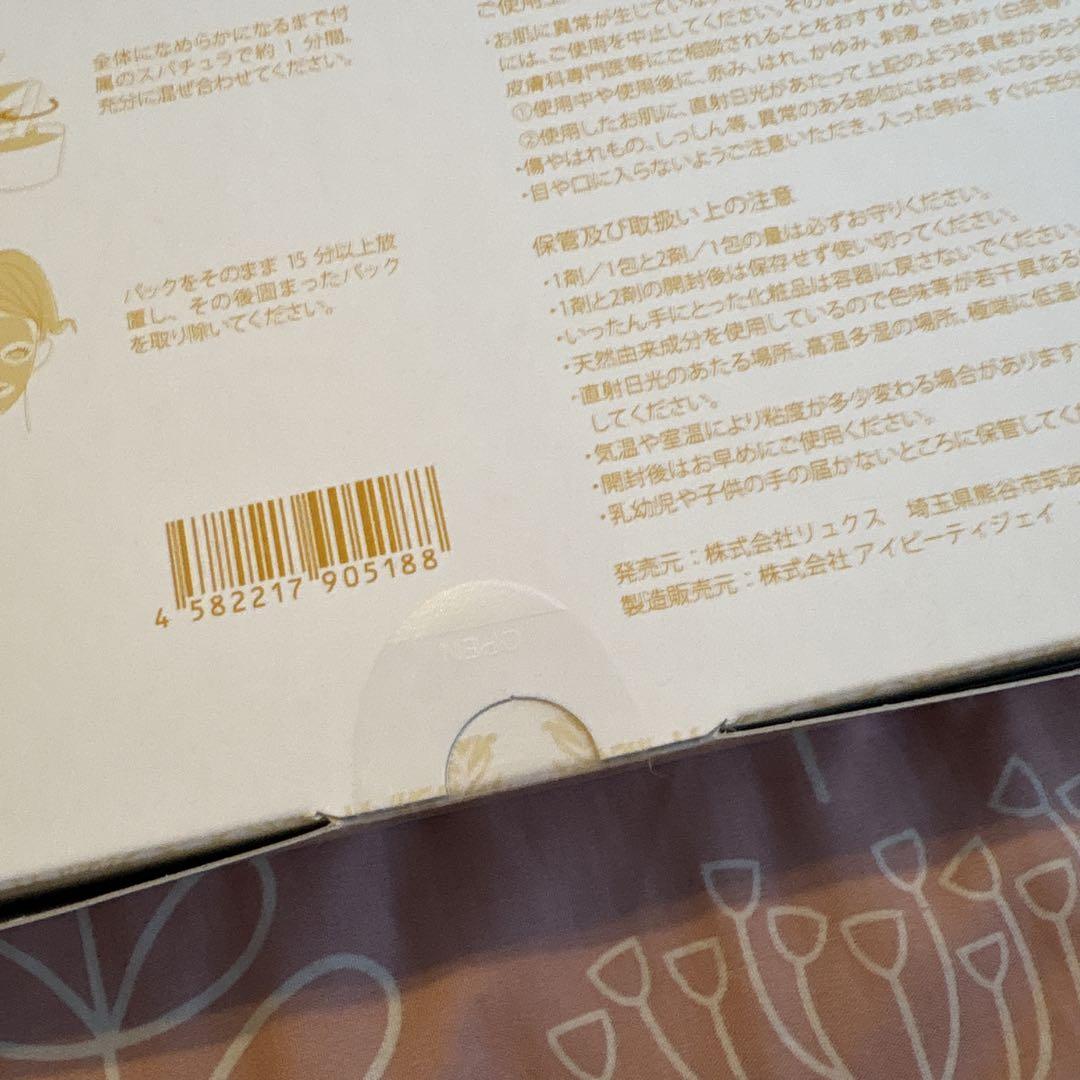 全体になめらかになるまで付
属のスパチュラで約1分間、
充分に混ぜ合わせてください。
パックをそのまま 15 分以上放
置し、その後固まったパック
を取り除いてください。
4 582217 905188
OPEN
ご使用上
・お肌に異常が生じていな
には、ご使用を中止してください。そのま
皮膚科専門医等にご相談されることをおすすめします
①使用中や使用後に、赤み、はれ、かゆみ、刺激、色抜け(白斑等)
②使用したお肌に、直射日光があたって上記のような異常があらわ
・傷やはれもの、しっしん等、異常のある部位にはお使いにならな
・目や口に入らないようご注意いただき、入った時は、すぐに充分
保管及び取扱い上の注意
・1剤/1包と2剤/1包の量は必ずお守りください。
・1剤と2剤の開封後は保存せず使い切ってください。
・いったん手にとった化粧品は容器に戻さないでください。
・天然由来成分を使用しているので色味等が若干異なる
・直射日光のあたる場所、高温多湿の場所、極端に低温
してください。
・気温や室温により粘度が多少変わる場合があります
・開封後はお早めにご使用ください。
・乳幼児や子供の手の届かないところに保管してくだ
発売元:株式会社リュクス 埼玉県熊谷市筑波
製造販売元:株式会社 アイビーティジェイ